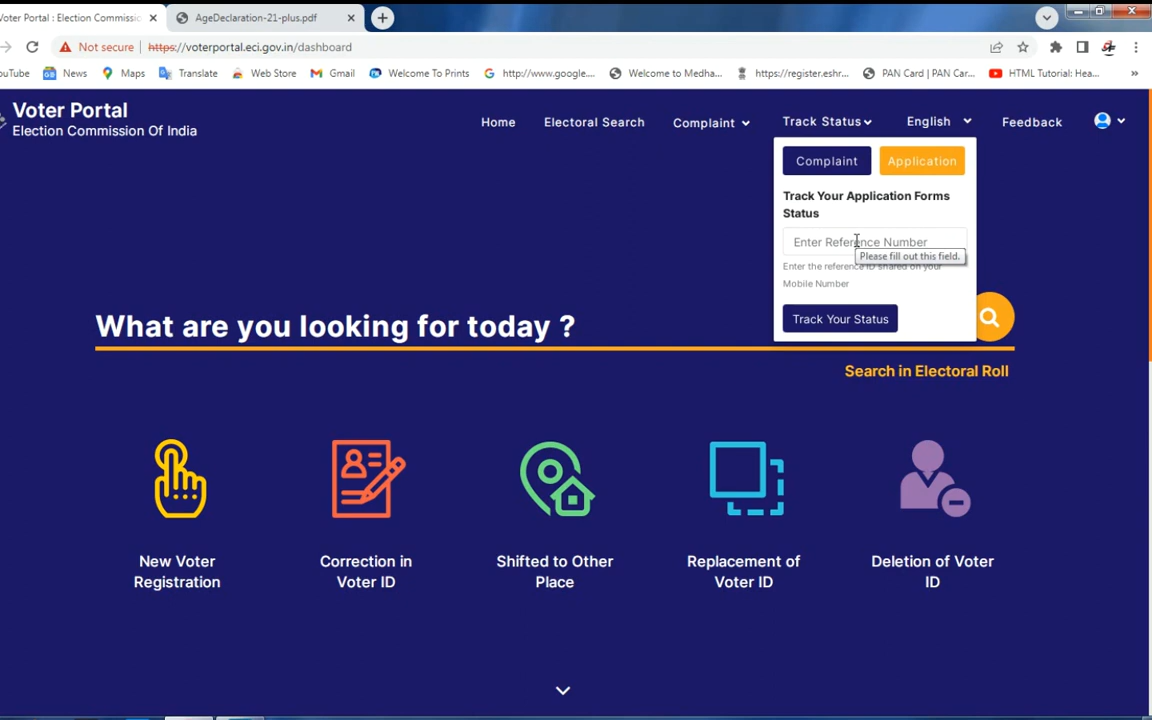 Voter Portal : Election Commissio
AgeDeclaration-21-plus.pdf
Not secure
https://voterportal.eci.gov.in/dashboard
ouTube
News
Maps
Translate
Web Store
Gmail
Welcome To Prints
http://www.google....
Welcome to Medha...
https://register.eshr...
PAN Card | PAN Car...
HTML Tutorial: Hea...
»
Voter Portal
Election Commission Of India
Home
Electoral Search
Complaint
Track Status
English
Feedback
Complaint
Application
Track Your Application Forms
Status
Enter Reference Number
Please fill out this field.
Enter the reference ID shared on your
Mobile Number
Track Your Status
What are you looking for today ?
Search in Electoral Roll
New Voter
Registration
Correction in
Voter ID
Shifted to Other
Place
Replacement of
Voter ID
Deletion of Voter
ID